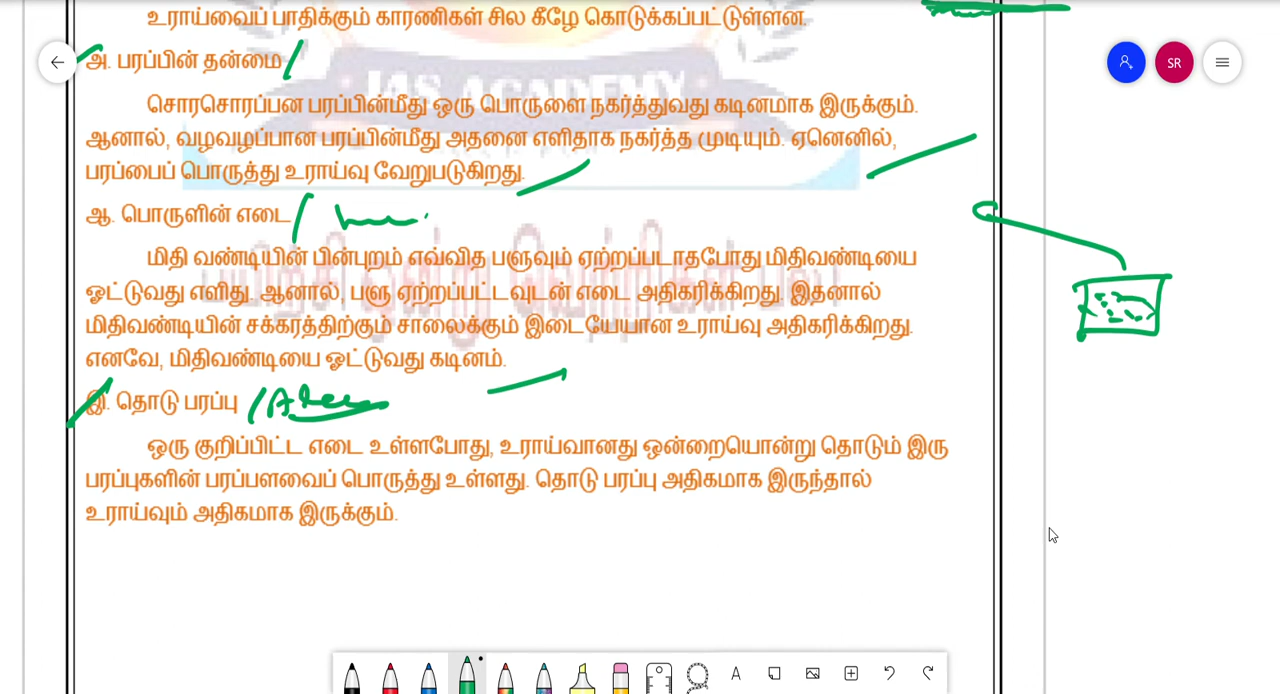 உராய்வைப் பாதிக்கும் காரணிகள் சில கீழே கொடுக்கப்பட்டுள்ளன.
அ. பரப்பின் தன்மை
SR
IAS ACADEMY
சொரசொரப்பன பரப்பின்மீது ஒரு பொருளை நகர்த்துவது கடினமாக இருக்கும்.
ஆனால், வழவழப்பான பரப்பின்மீது அதனை எளிதாக நகர்த்த முடியும். ஏனெனில்,
பரப்பைப் பொருத்து உராய்வு வேறுபடுகிறது.
ஆ. பொருளின் எடை
மிதி வண்டியின் பின்புறம் எவ்வித பளுவும் ஏற்றப்படாதபோது மிதிவண்டியை
ஓட்டுவது எளிது. ஆனால், பளு ஏற்றப்பட்டவுடன் எடை அதிகரிக்கிறது. இதனால்
மிதிவண்டியின் சக்கரத்திற்கும் சாலைக்கும் இடையேயான உராய்வு அதிகரிக்கிறது.
எனவே, மிதிவண்டியை ஓட்டுவது கடினம்.
இ. தொடு பரப்பு
ஒரு குறிப்பிட்ட எடை உள்ளபோது, உராய்வானது ஒன்றையொன்று தொடும் இரு
பரப்புகளின் பரப்பளவைப் பொருத்து உள்ளது. தொடு பரப்பு அதிகமாக இருந்தால்
உராய்வும் அதிகமாக இருக்கும்.